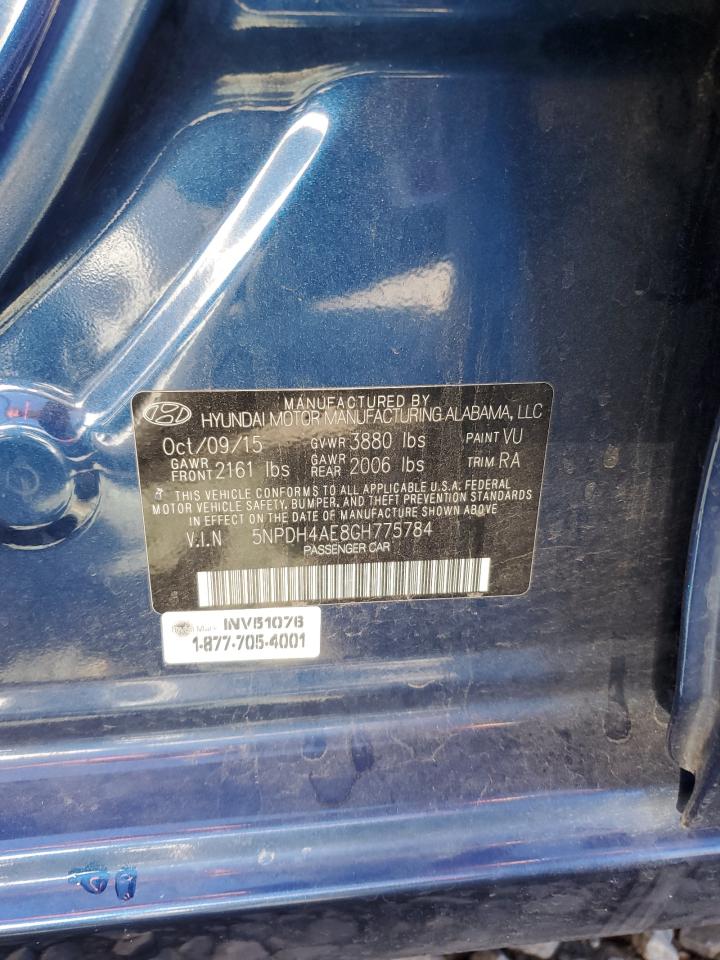 MANUFACTURED BY
HYUNDAI MOTOR MANUFACTURING ALABAMA, LLC
Oct/09/15 GVWR 3880 lbs PAINT VU
GAWR FRONT 2161 lbs GAWR REAR 2006 lbs TRIM RA
THIS VEHICLE CONFORMS TO ALL APPLICABLE U.S.A. FEDERAL
MOTOR VEHICLE SAFETY, BUMPER, AND THEFT PREVENTION STANDARDS
IN EFFECT ON THE DATE OF MANUFACTURE SHOWN ABOVE
V.I.N 5NPDH4AE8GH775784
PASSENGER CAR
1-877-705-4001